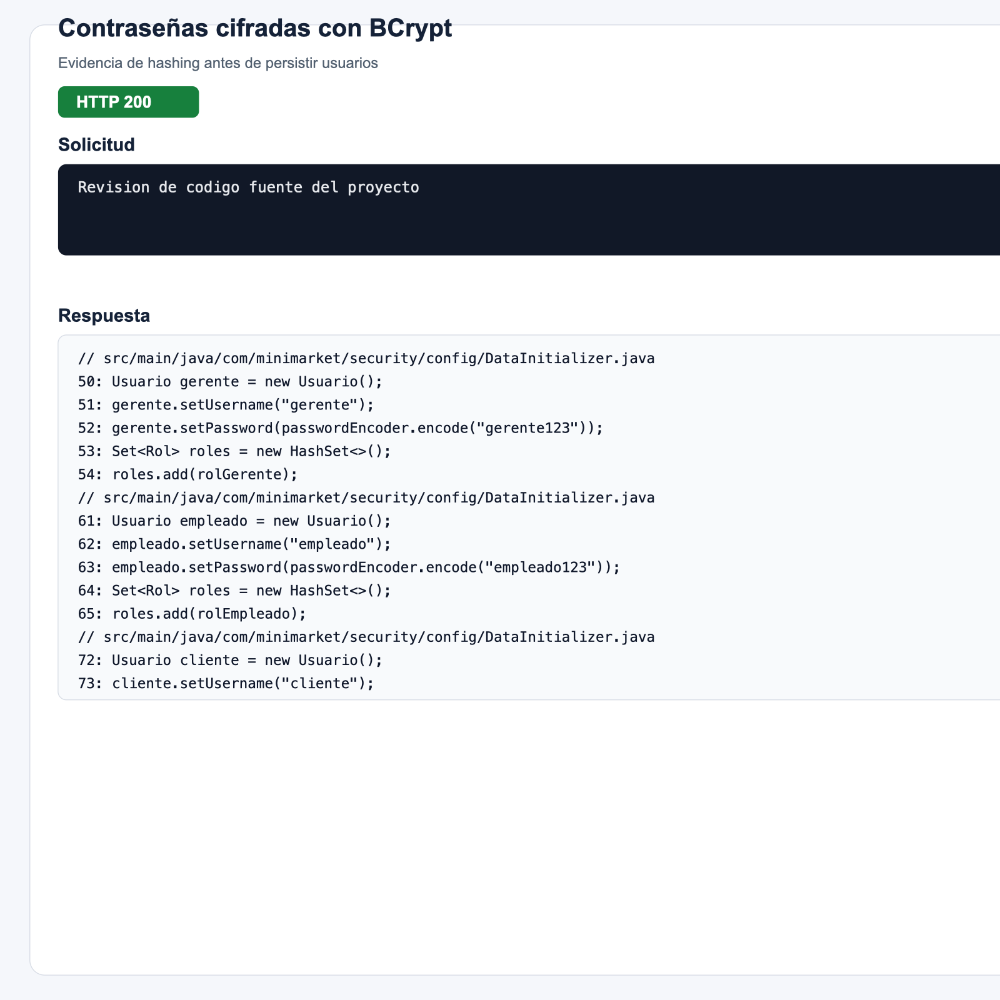 Contraseñas cifradas con BCrypt
Evidencia de hashing antes de persistir usuarios
HTTP 200
Solicitud
Revision de codigo fuente del proyecto
Respuesta
// src/main/java/com/minimarket/security/config/DataInitializer.java
50: Usuario gerente = new Usuario();
51: gerente.setUsername("gerente");
52: gerente.setPassword(passwordEncoder.encode("gerente123"));
53: Set<Rol> roles = new HashSet<>();
54: roles.add(rolGerente);
// src/main/java/com/minimarket/security/config/DataInitializer.java
61: Usuario empleado = new Usuario();
62: empleado.setUsername("empleado");
63: empleado.setPassword(passwordEncoder.encode("empleado123"));
64: Set<Rol> roles = new HashSet<>();
65: roles.add(rolEmpleado);
// src/main/java/com/minimarket/security/config/DataInitializer.java
72: Usuario cliente = new Usuario();
73: cliente.setUsername("cliente");